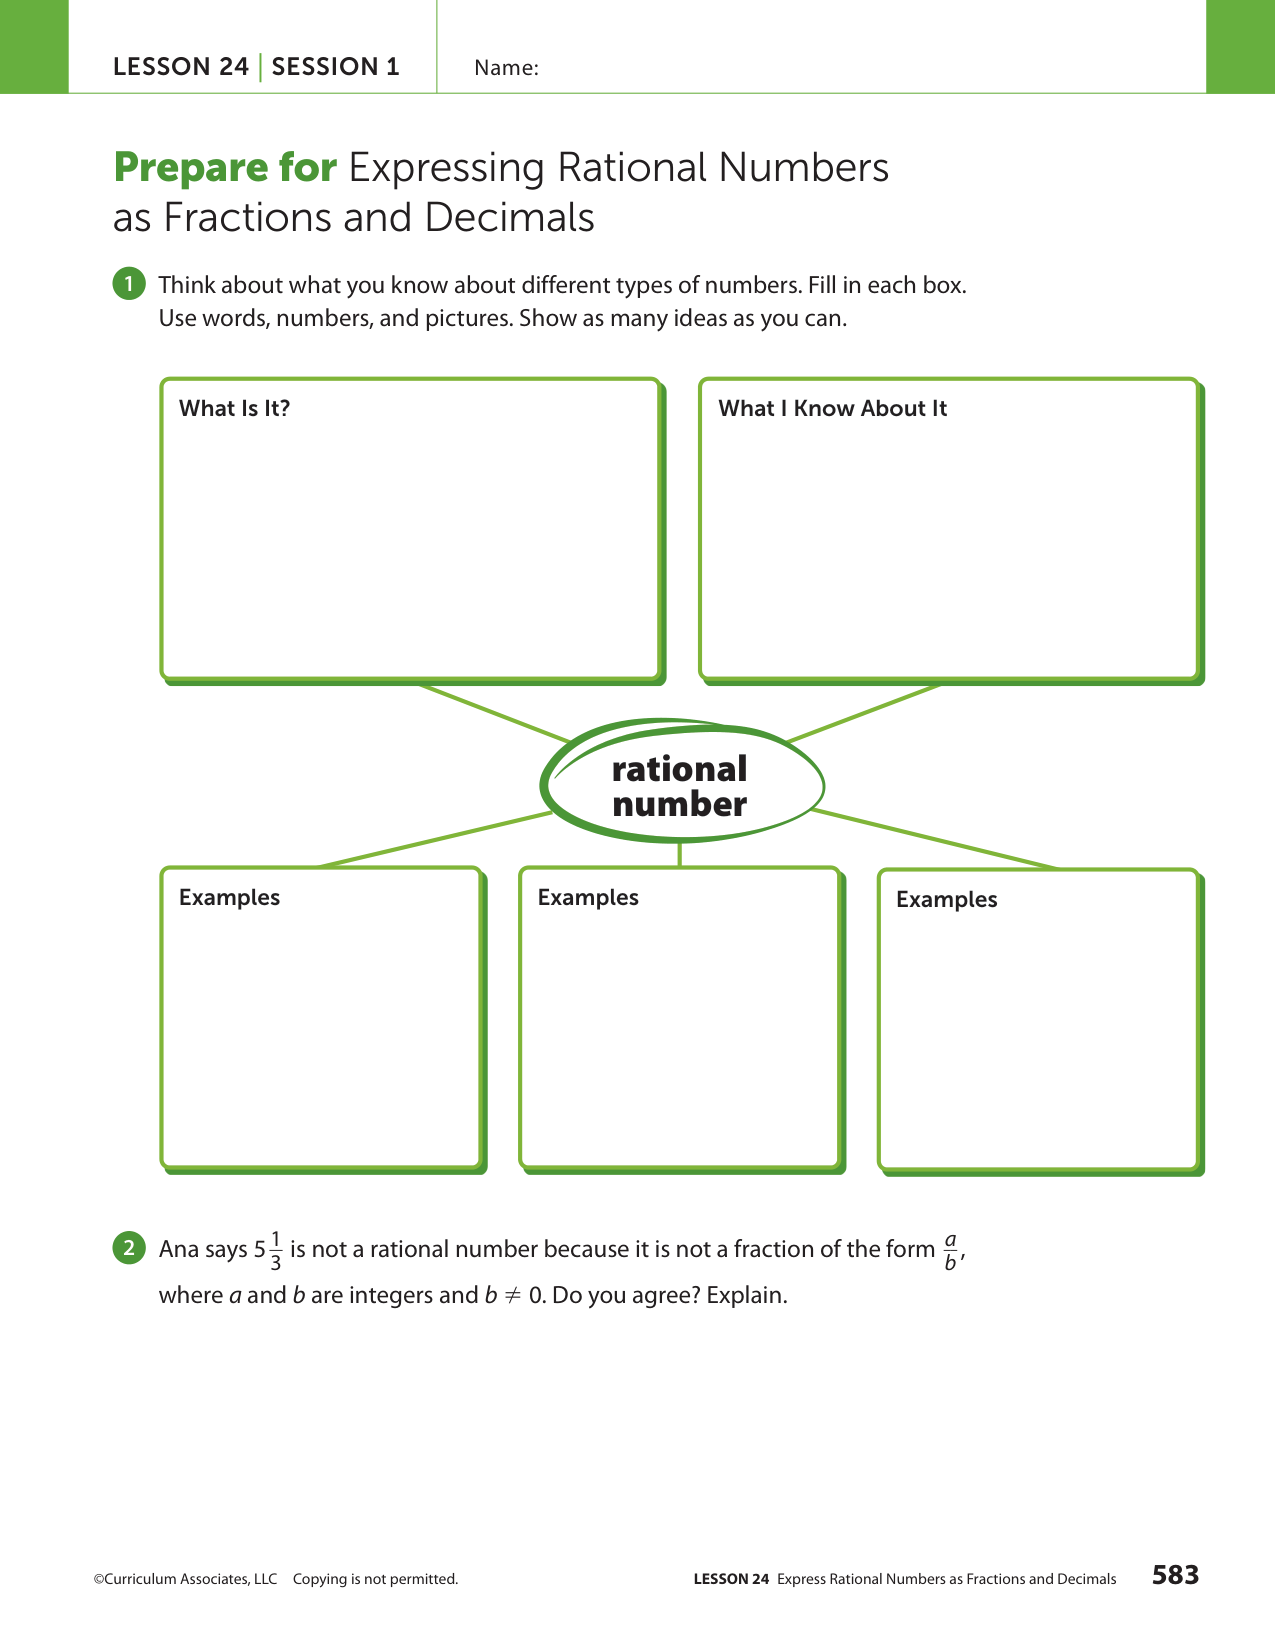 LESSON 24 | SESSION 1
Name:
Prepare for Expressing Rational Numbers
as Fractions and Decimals
1 Think about what you know about different types of numbers. Fill in each box.
Use words, numbers, and pictures. Show as many ideas as you can.
What Is It?
What I Know About It
rational
number
Examples
Examples
Examples
2 Ana says 5 1/3 is not a rational number because it is not a fraction of the form a/b,
where a and b are integers and b ≠ 0. Do you agree? Explain.
©Curriculum Associates, LLC Copying is not permitted.
LESSON 24 Express Rational Numbers as Fractions and Decimals 583